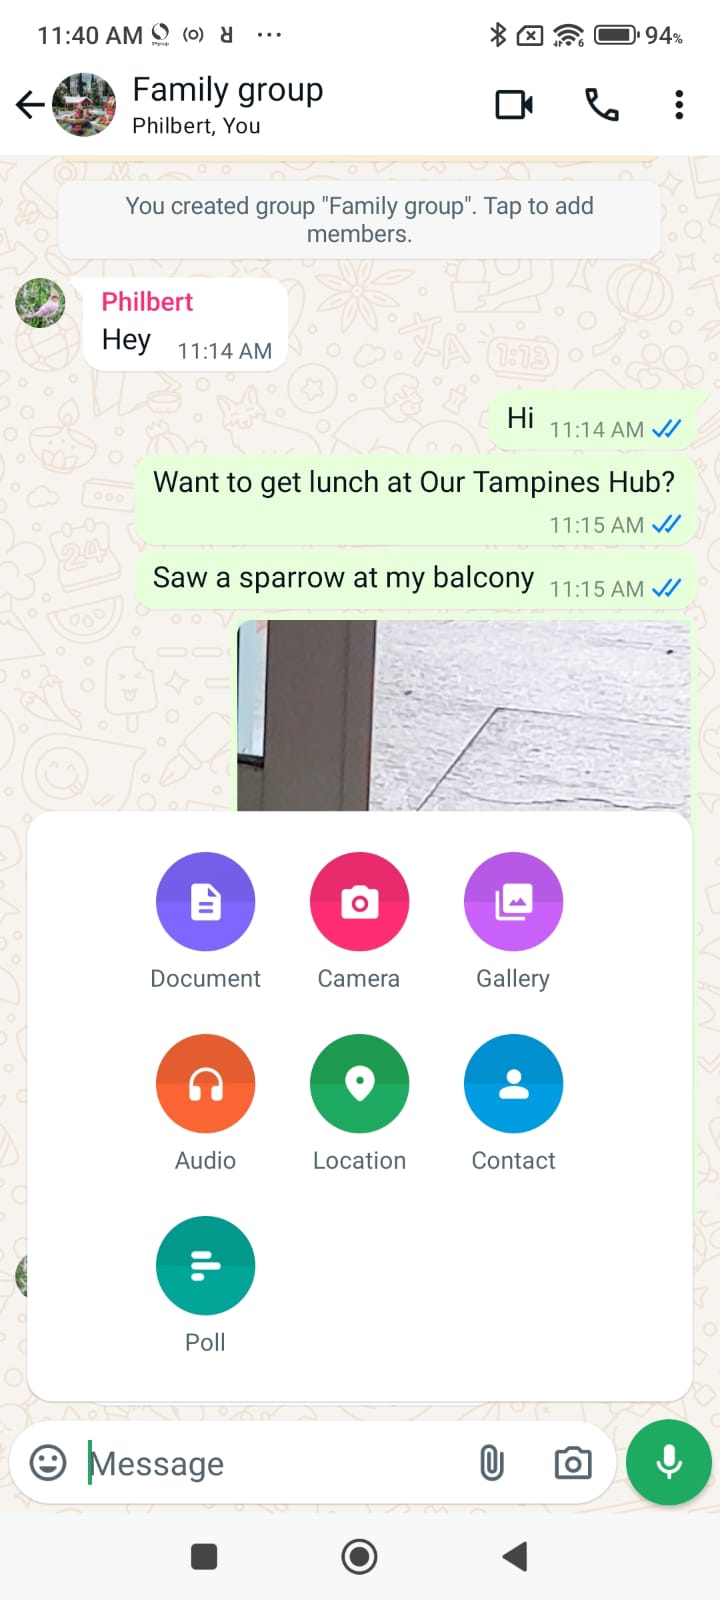 11:40 AM ... 94%
Family group
Philbert, You
You created group "Family group". Tap to add
members.
Philbert
Hey 11:14 AM
Hi 11:14 AM
Want to get lunch at Our Tampines Hub?
11:15 AM
Saw a sparrow at my balcony 11:15 AM
Document Camera Gallery
Audio Location Contact
Poll
Message